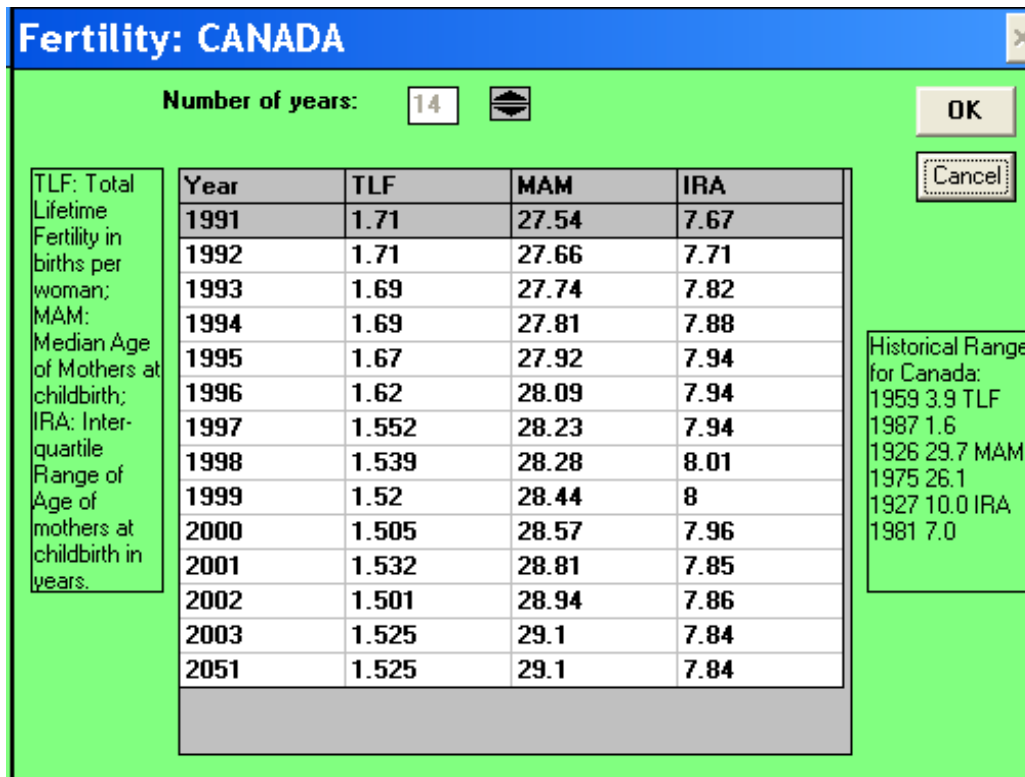 Fertility: CANADA
Number of years: 14
OK
Cancel
TLF: Total
Lifetime
Fertility in
births per
woman;
MAM:
Median Age
of Mothers at
childbirth;
IRA: Inter-
quartile
Range of
Age of
mothers at
childbirth in
years.
Year TLF MAM IRA
1991 1.71 27.54 7.67
1992 1.71 27.66 7.71
1993 1.69 27.74 7.82
1994 1.69 27.81 7.88
1995 1.67 27.92 7.94
1996 1.62 28.09 7.94
1997 1.552 28.23 7.94
1998 1.539 28.28 8.01
1999 1.52 28.44 8
2000 1.505 28.57 7.96
2001 1.532 28.81 7.85
2002 1.501 28.94 7.86
2003 1.525 29.1 7.84
2051 1.525 29.1 7.84
Historical Range
for Canada:
1959 3.9 TLF
1987 1.6
1926 29.7 MAM
1975 26.1
1927 10.0 IRA
1981 7.0